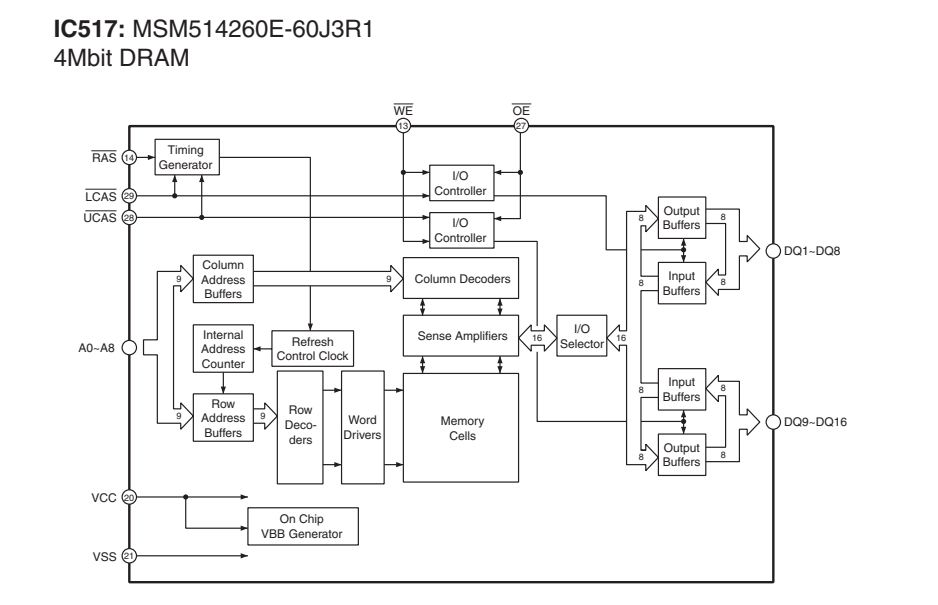 IC517: MSM514260E-60J3R1
4Mbit DRAM
WE
OE
13
27
RAS
14
Timing
Generator
I/O
Controller
LCAS
29
UCAS
28
I/O
Controller
8
Output
Buffers
8
DQ1~DQ8
8
Input
Buffers
8
9
Column
Address
Buffers
9
Column Decoders
A0~A8
Internal
Address
Counter
Refresh
Control Clock
Sense Amplifiers
16
I/O
Selector
16
9
Row
Address
Buffers
9
Row
Deco-
ders
Word
Drivers
Memory
Cells
8
Input
Buffers
8
DQ9~DQ16
8
Output
Buffers
8
VCC
20
On Chip
VBB Generator
VSS
21